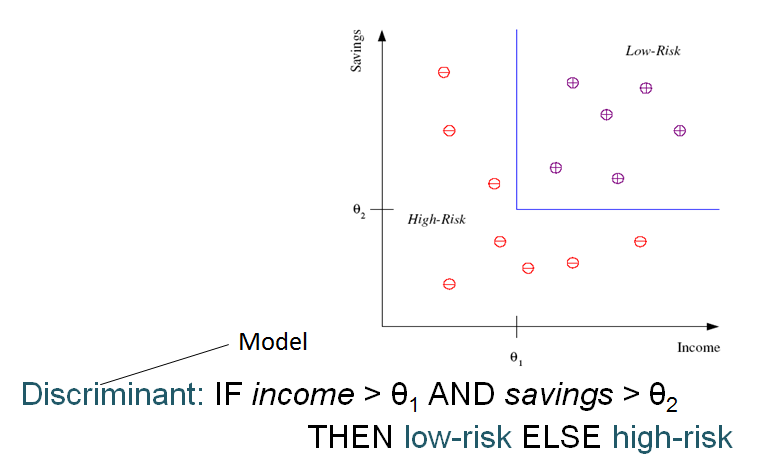 Savings
Low-Risk
θ2
High-Risk
Income
θ1
Model
Discriminant: IF income > θ1 AND savings > θ2
THEN low-risk ELSE high-risk